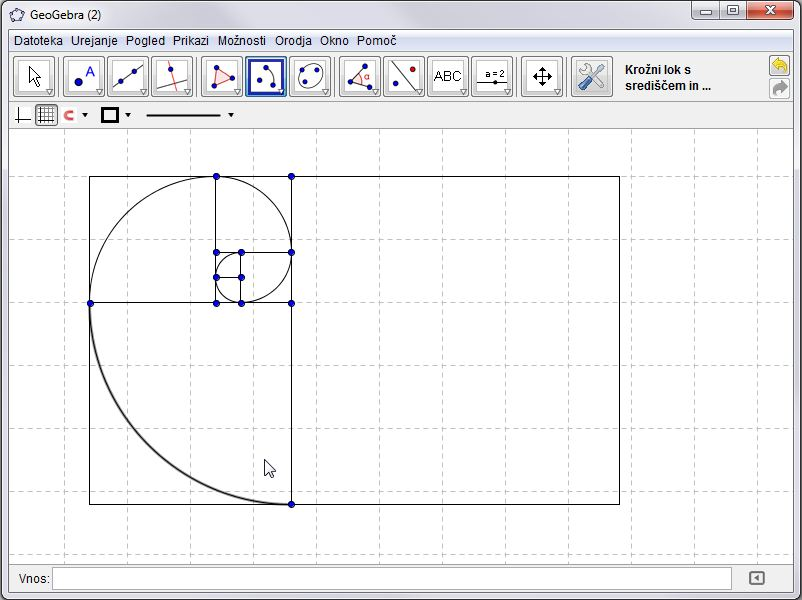 GeoGebra (2)
Datoteka Urejanje Pogled Prikazi Možnosti Orodja Okno Pomoč
A
α
ABC
a = 2
Krožni lok s
središčem in ...
Vnos: